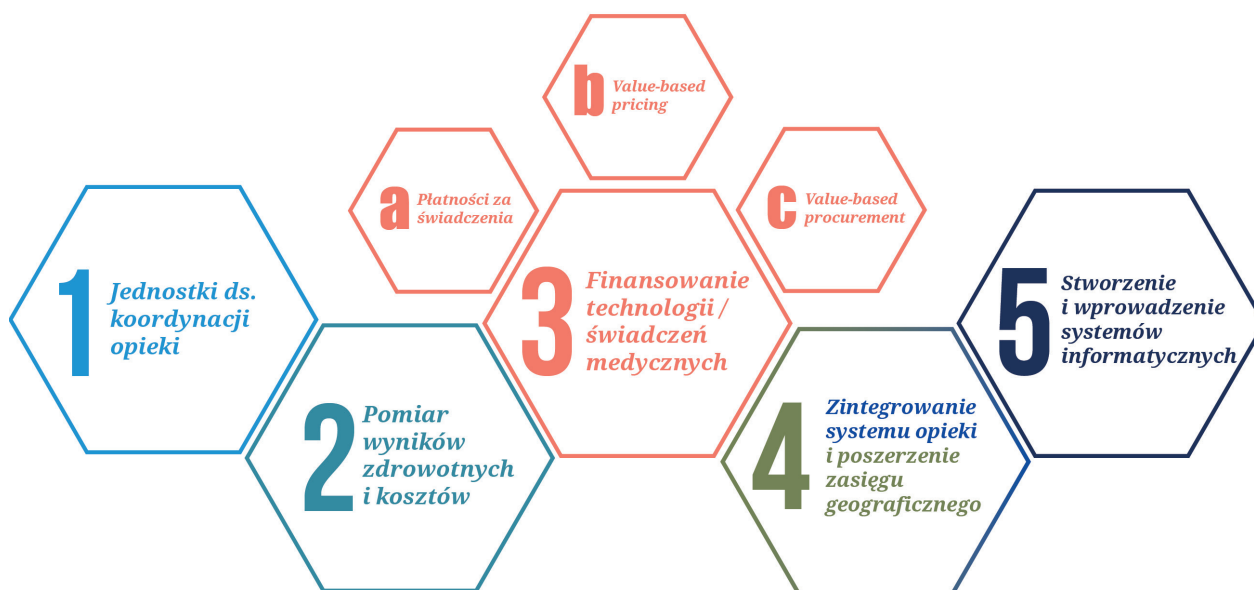 1
Jednostki ds.
koordynacji
opieki
2
Pomiar
wyników
zdrowotnych
i kosztów
3
Finansowanie
technologii /
świadczeń
medycznych
a
Płatności za
świadczenia
b
Value-based
pricing
c
Value-based
procurement
4
Zintegrowanie
systemu opieki
i poszerzenie
zasięgu
geograficznego
5
Stworzenie
i wprowadzenie
systemów
informatycznych